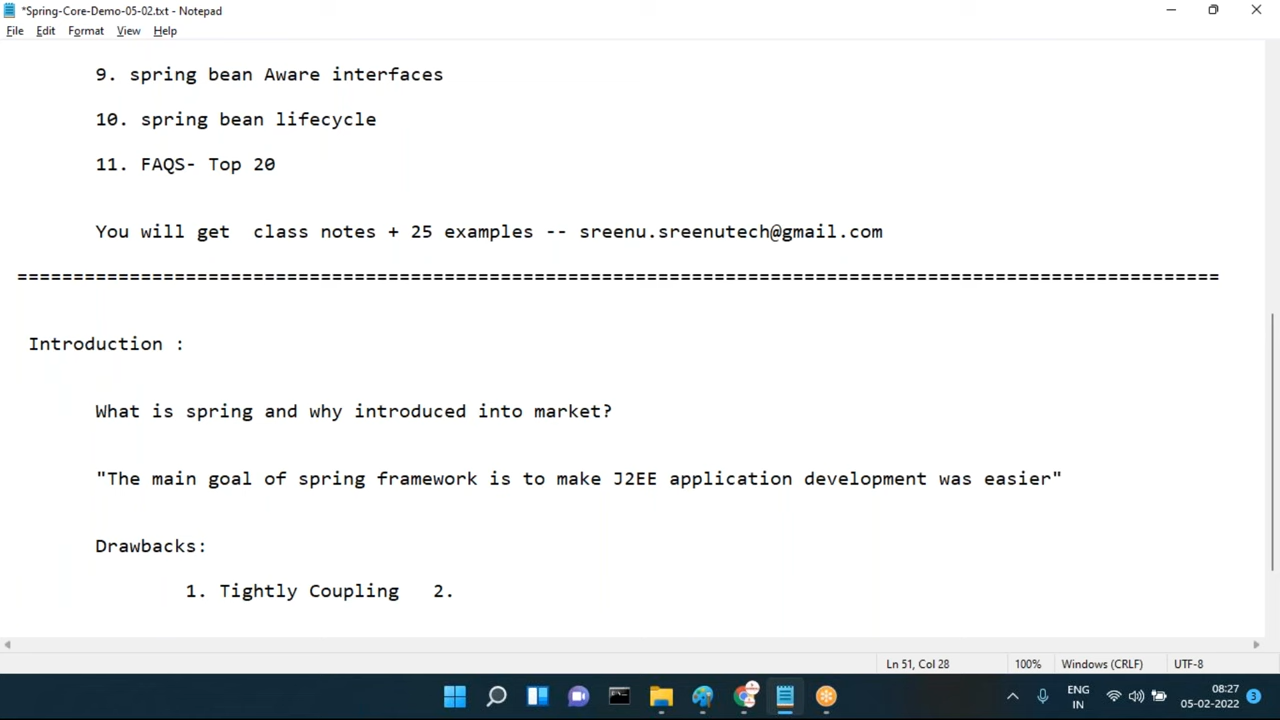 *Spring-Core-Demo-05-02.txt - Notepad
File Edit Format View Help
9. spring bean Aware interfaces
10. spring bean lifecycle
11. FAQS- Top 20
You will get  class notes + 25 examples -- sreenu.sreenutech@gmail.com
===========================================================================================================
Introduction :
What is spring and why introduced into market?
"The main goal of spring framework is to make J2EE application development was easier"
Drawbacks:
1. Tightly Coupling   2.
Ln 51, Col 28 100% Windows (CRLF) UTF-8
ENG 08:27
IN 05-02-2022 3